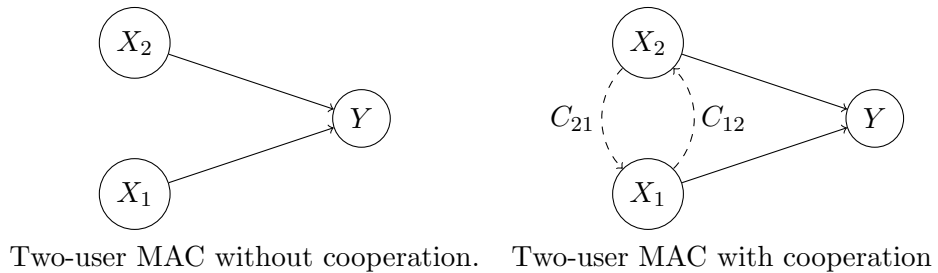 X₂
Y
X₁
Two-user MAC without cooperation.
X₂
C₂₁
C₁₂
Y
X₁
Two-user MAC with cooperation